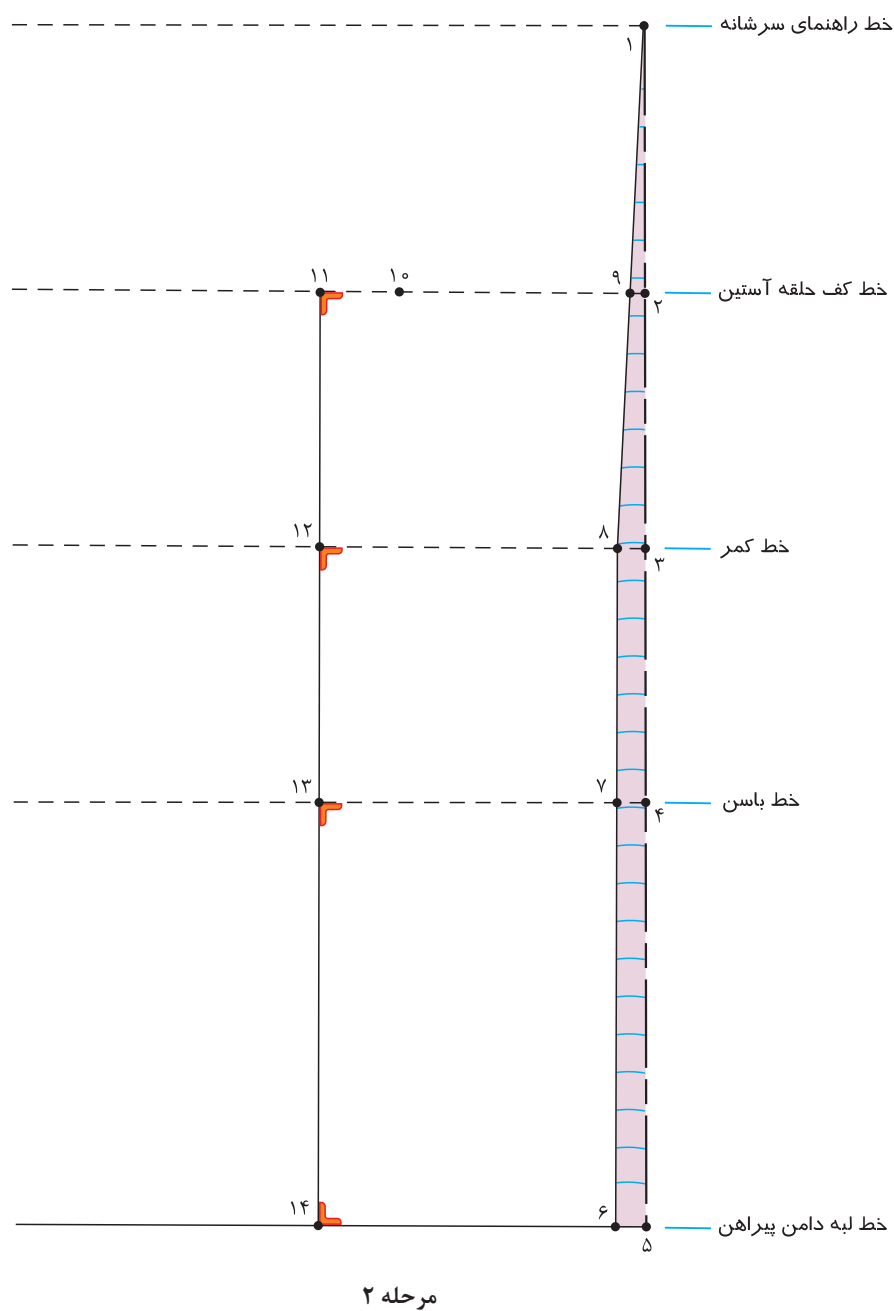 خط راهنمای سرشانه
۱
خط کف حلقه آستین
۲
۹
۱۰
۱۱
خط کمر
۳
۸
۱۲
خط باسن
۴
۷
۱۳
خط لبه دامن پیراهن
۵
۶
۱۴
مرحله ۲